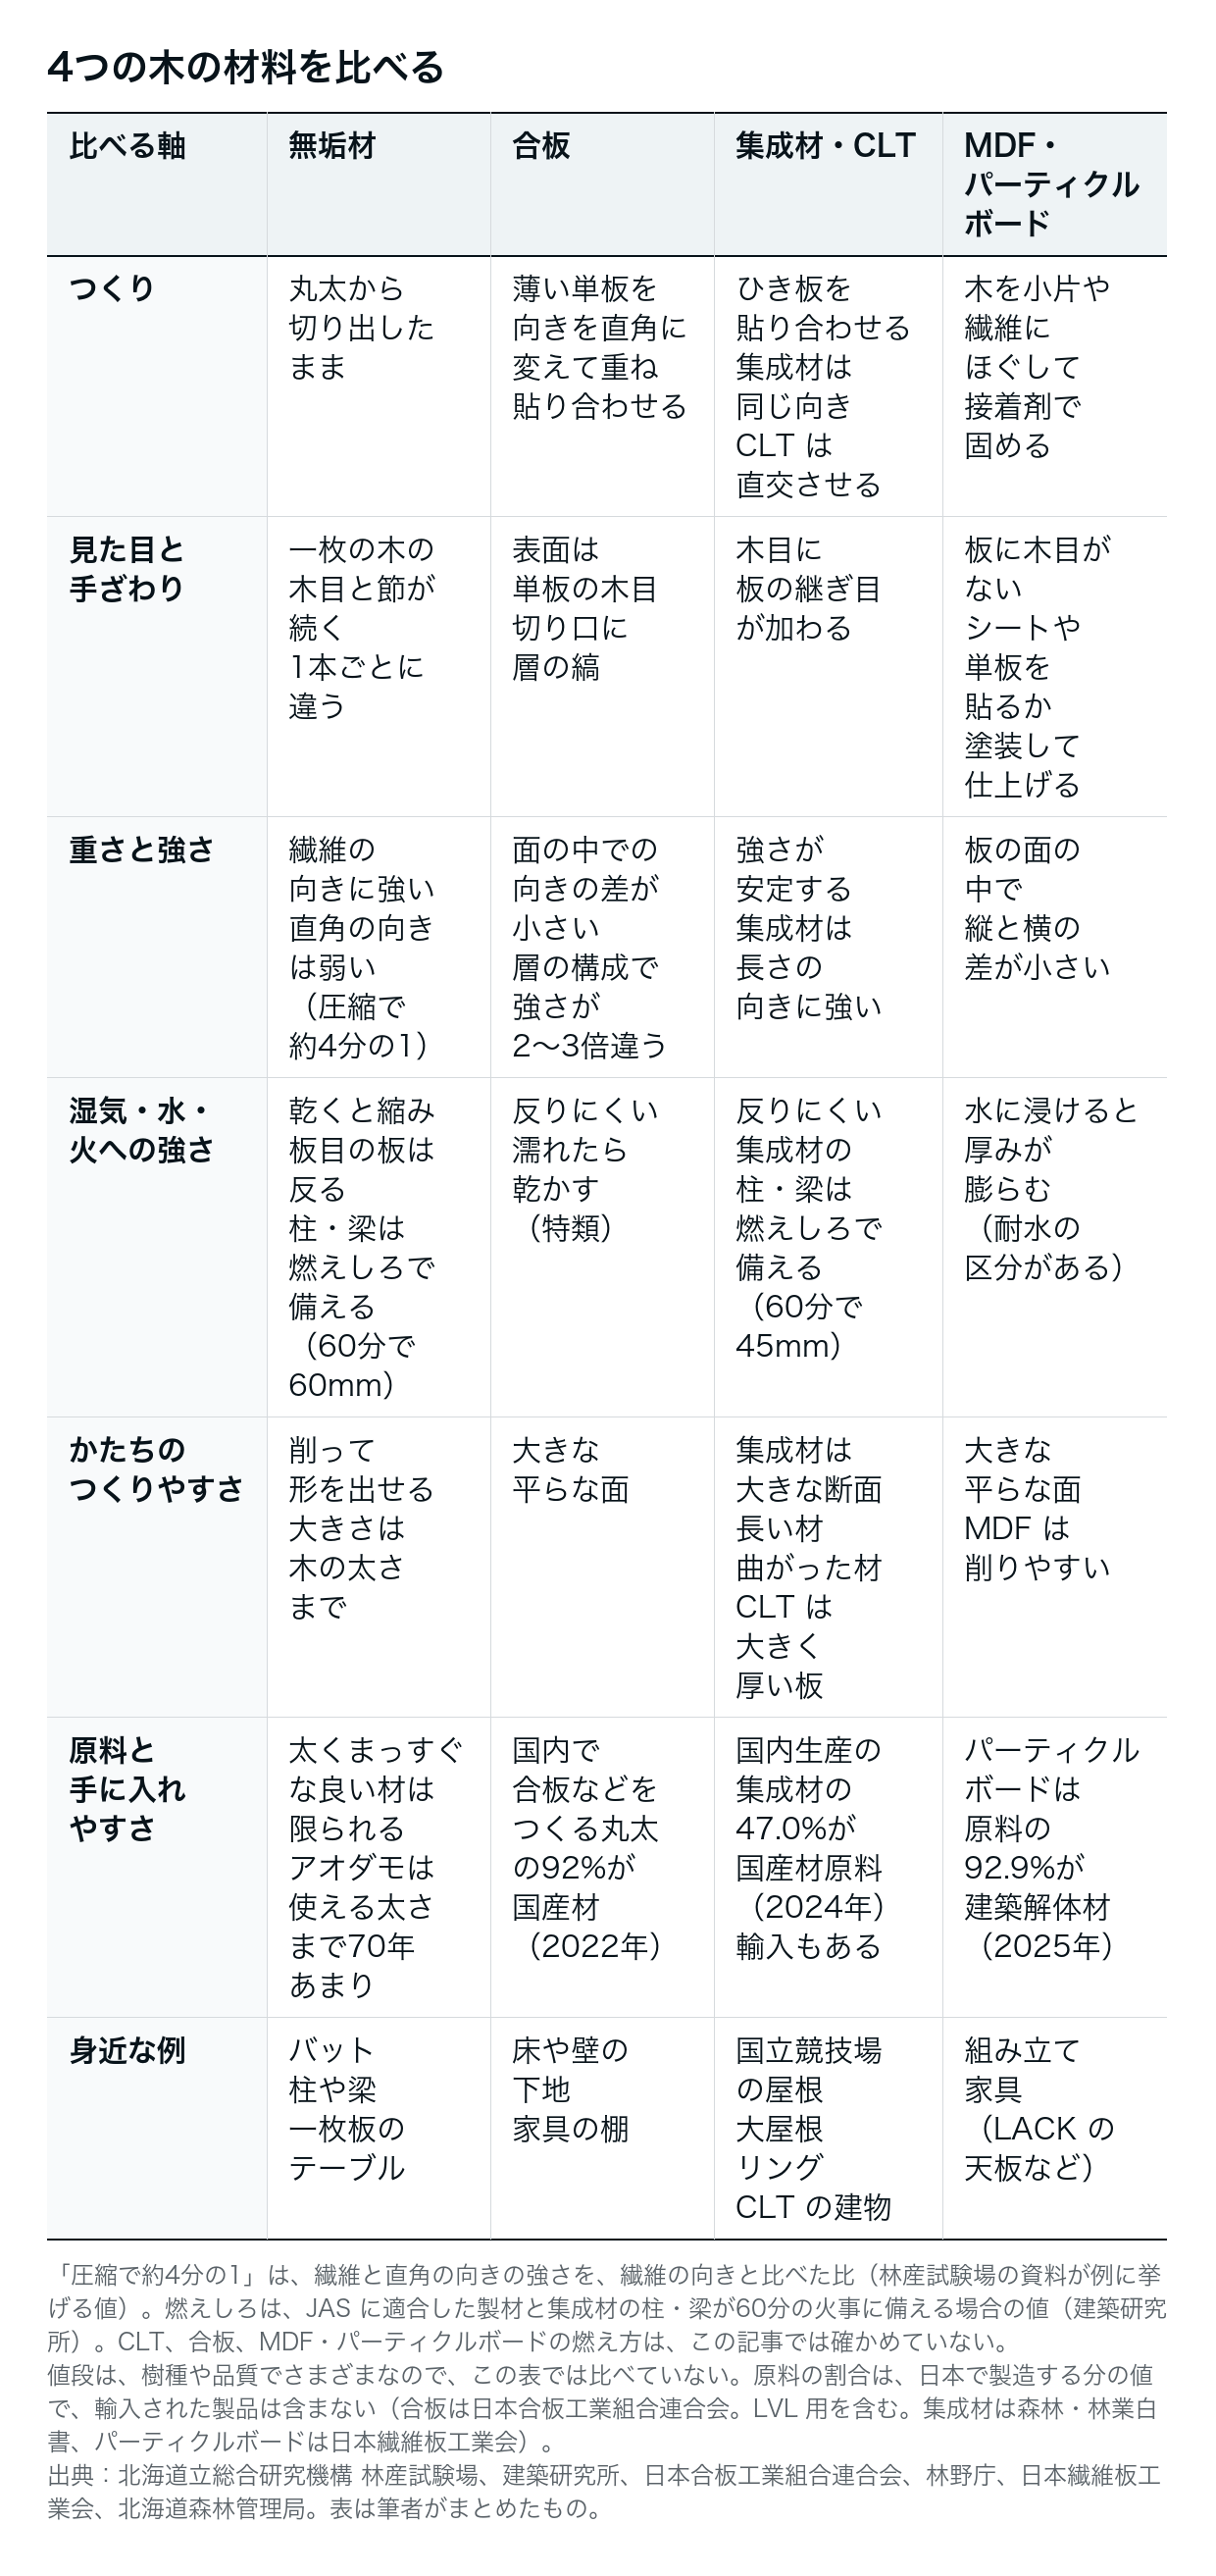 4つの木の材料を比べる
比べる軸
無垢材
合板
集成材・CLT
MDF・
パーティクル
ボード
つくり
丸太から
切り出した
まま
薄い単板を
向きを直角に
変えて重ね
貼り合わせる
ひき板を
貼り合わせる
集成材は
同じ向き
CLT は
直交させる
木を小片や
繊維に
ほぐして
接着剤で
固める
見た目と
手ざわり
一枚の木の
木目と節が
続く
1本ごとに
違う
表面は
単板の木目
切り口に
層の縞
木目に
板の継ぎ目
が加わる
板に木目が
ない
シートや
単板を
貼るか
塗装して
仕上げる
重さと強さ
繊維の
向きに強い
直角の向き
は弱い
（圧縮で
約4分の1）
面の中での
向きの差が
小さい
層の構成で
強さが
2〜3倍違う
強さが
安定する
集成材は
長さの
向きに強い
板の面の
中で
縦と横の
差が小さい
湿気・水・
火への強さ
乾くと縮み
板目の板は
反る
柱・梁は
燃えしろで
備える
（60分で
60mm）
反りにくい
濡れたら
乾かす
（特類）
反りにくい
集成材の
柱・梁は
燃えしろで
備える
（60分で
45mm）
水に浸けると
厚みが
膨らむ
（耐水の
区分がある）
かたちの
つくりやすさ
削って
形を出せる
大きさは
木の太さ
まで
大きな
平らな面
集成材は
大きな断面
長い材
曲がった材
CLT は
大きく
厚い板
大きな
平らな面
MDF は
削りやすい
原料と
手に入れ
やすさ
太くまっすぐ
な良い材は
限られる
アオダモは
使える太さ
まで70年
あまり
国内で
合板などを
つくる丸太
の92%が
国産材
（2022年）
国内生産の
集成材の
47.0%が
国産材原料
（2024年）
輸入もある
パーティクル
ボードは
原料の
92.9%が
建築解体材
（2025年）
身近な例
バット
柱や梁
一枚板の
テーブル
床や壁の
下地
家具の棚
国立競技場
の屋根
大屋根
リング
CLT の建物
組み立て
家具
（LACK の
天板など）
「圧縮で約4分の1」は、繊維と直角の向きの強さを、繊維の向きと比べた比（林産試験場の資料が例に挙
げる値）。燃えしろは、JAS に適合した製材と集成材の柱・梁が60分の火事に備える場合の値（建築研究
所）。CLT、合板、MDF・パーティクルボードの燃え方は、この記事では確かめていない。
値段は、樹種や品質でさまざまなので、この表では比べていない。原料の割合は、日本で製造する分の値
で、輸入された製品は含まない（合板は日本合板工業組合連合会。LVL 用を含む。集成材は森林・林業白
書、パーティクルボードは日本繊維板工業会）。
出典：北海道立総合研究機構 林産試験場、建築研究所、日本合板工業組合連合会、林野庁、日本繊維板工
業会、北海道森林管理局。表は筆者がまとめたもの。